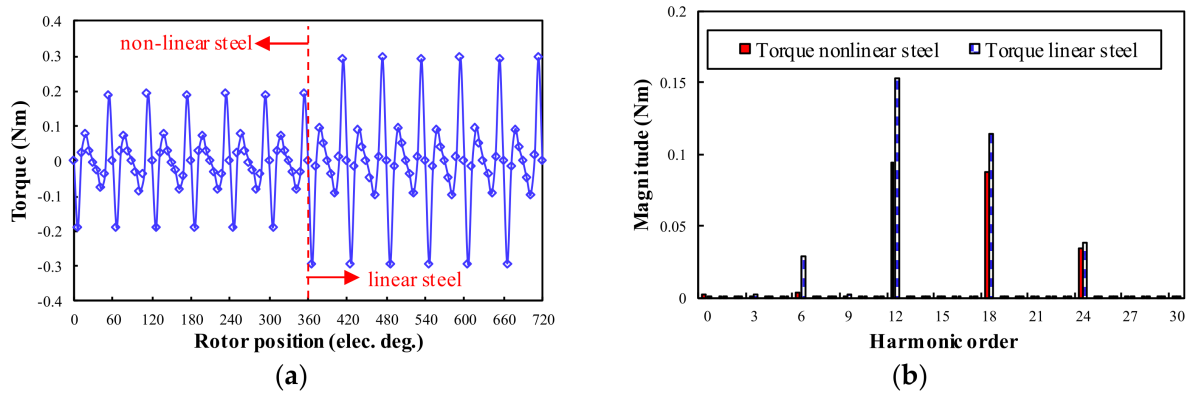 0.4
0.3
0.2
0.1
0
-0.1
-0.2
-0.3
-0.4
Torque (Nm)
non-linear steel
linear steel
0 60 120 180 240 300 360 420 480 540 600 660 720
Rotor position (elec. deg.)
(a)
0.2
0.15
0.1
0.05
0
Magnitude (Nm)
Torque nonlinear steel Torque linear steel
0 3 6 9 12 15 18 21 24 27 30
Harmonic order
(b)